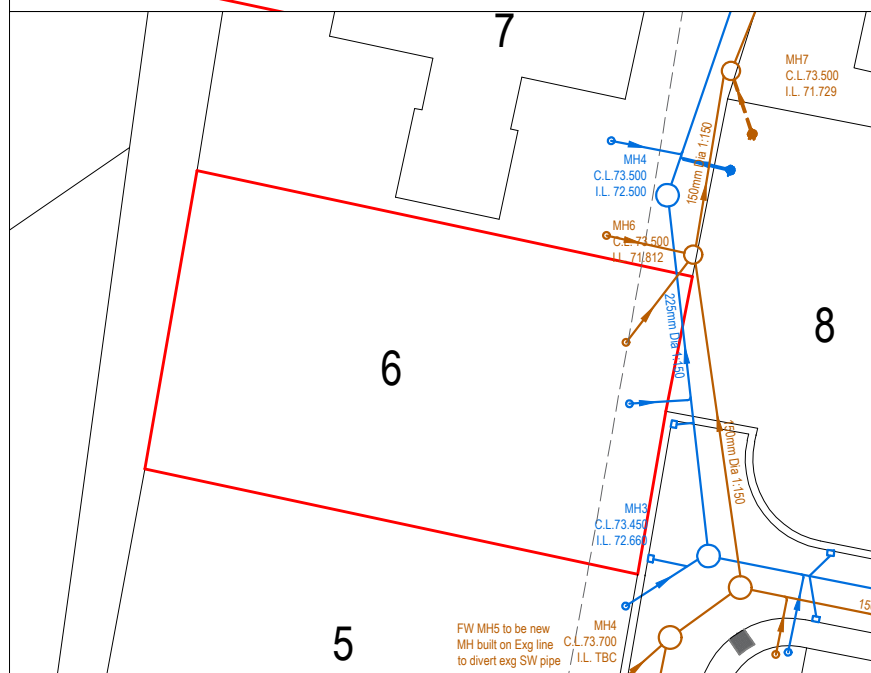 7
MH7
C.L.73.500
I.L. 71.729
150mm Dia 1:150
MH4
C.L.73.500
I.L. 72.500
MH6
C.L.73.500
I.L. 71.812
225mm Dia 1:150
8
6
150mm Dia 1:150
MH3
C.L.73.450
I.L. 72.660
15
FW MH5 to be new
MH built on Exg line
to divert exg SW pipe
MH4
C.L.73.700
I.L. TBC
5